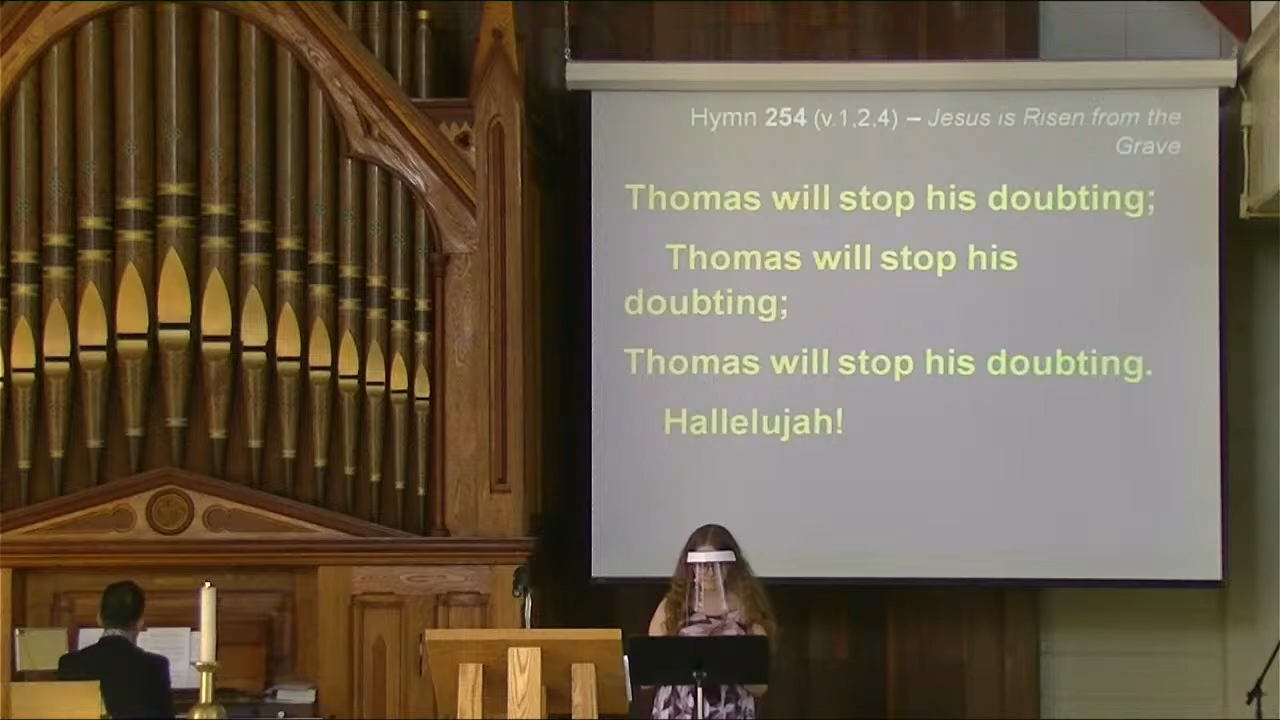 Hymn 254 (v.1,2,4) – Jesus is Risen from the
Grave
Thomas will stop his doubting;
Thomas will stop his
doubting;
Thomas will stop his doubting.
Hallelujah!